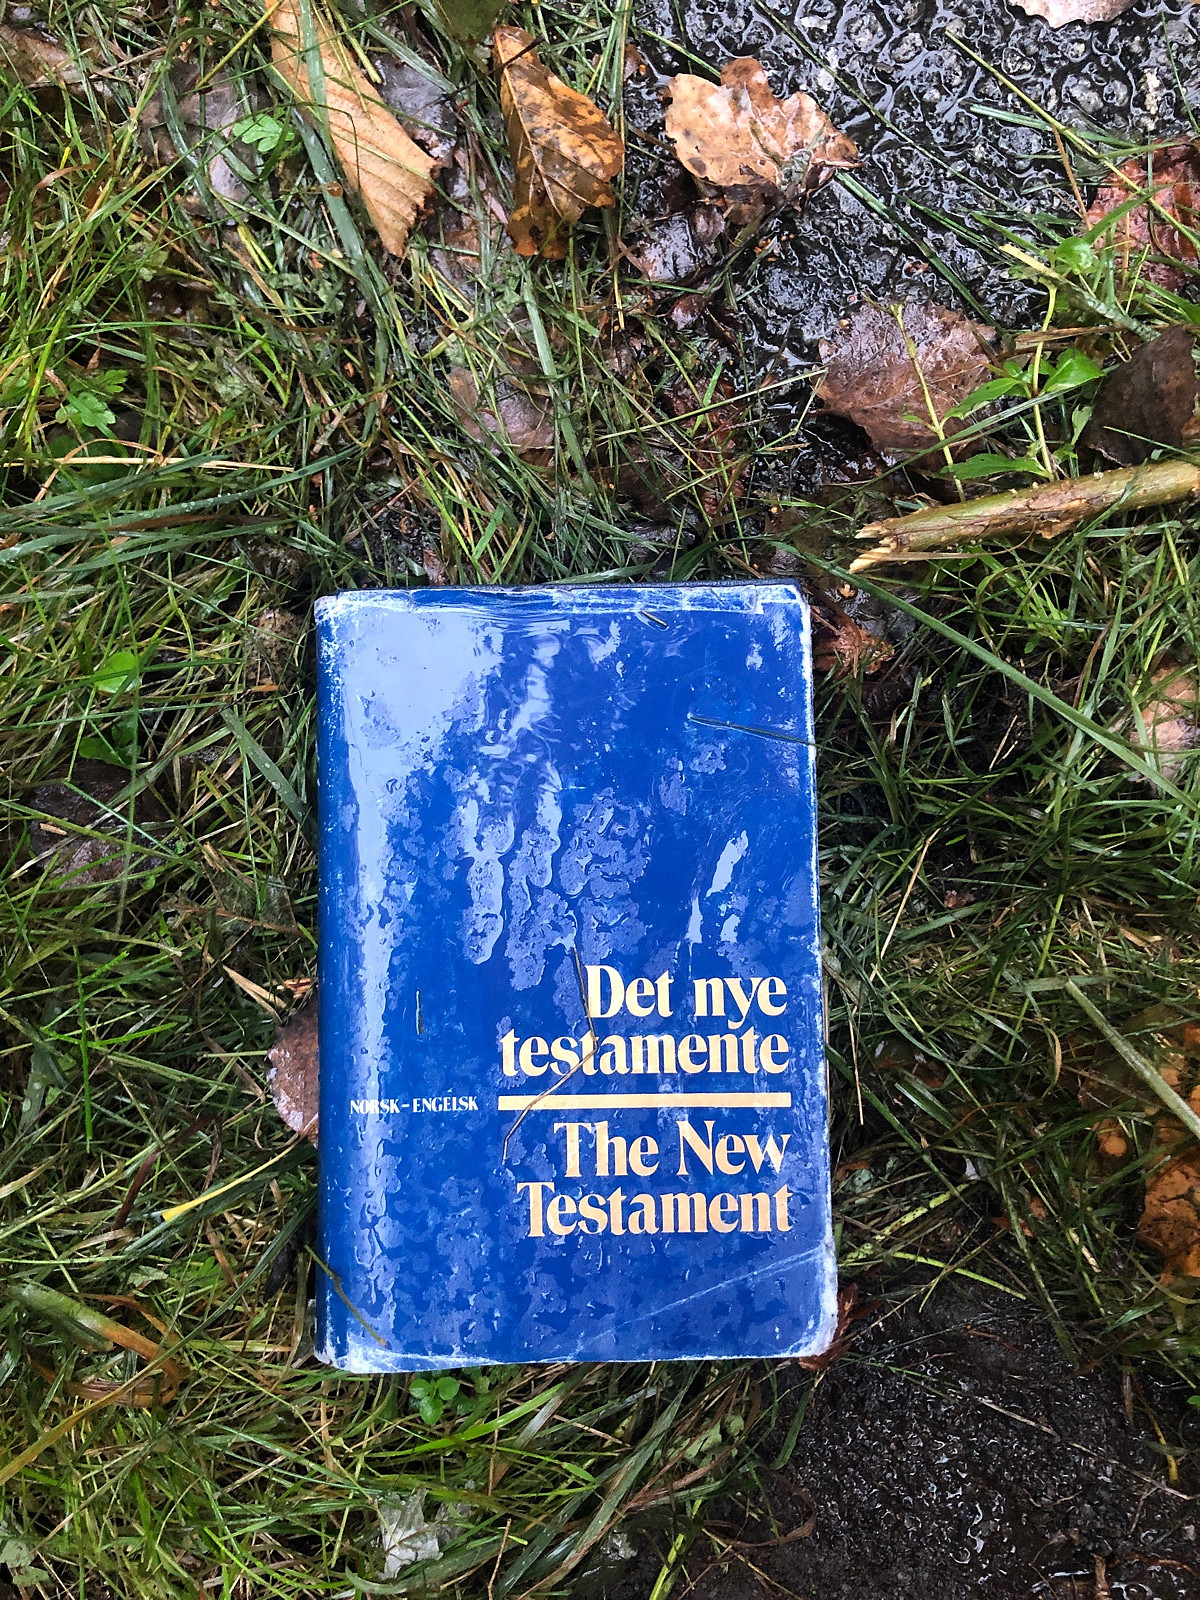 Det nye
testamente
NORSK-ENGELSK
The New
Testament